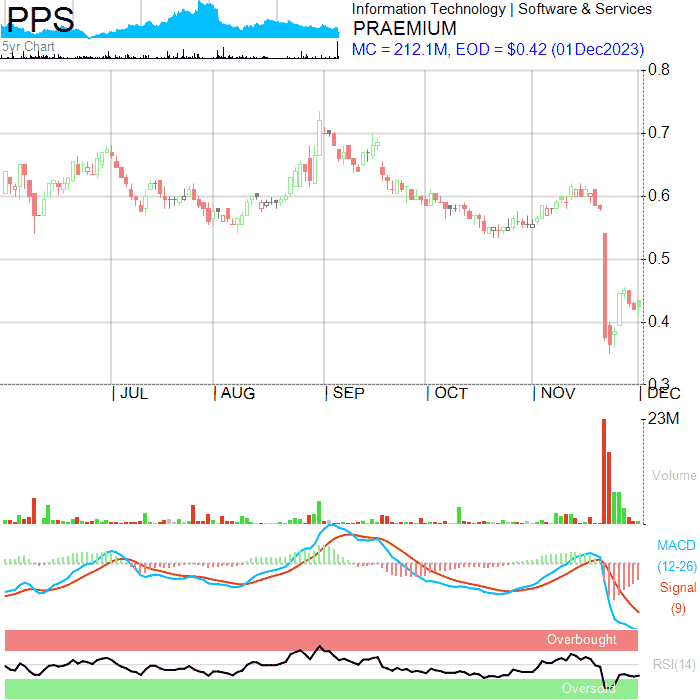 PPS
5yr Chart
Information Technology | Software & Services
PRAEMIUM
MC = 212.1M, EOD = $0.42 (01Dec2023)
0.8
0.7
0.6
0.5
0.4
0.3
| JUL | AUG | SEP | OCT | NOV | DEC
23M
Volume
MACD
(12-26)
Signal
(9)
Overbought
RSI(14)
Oversold